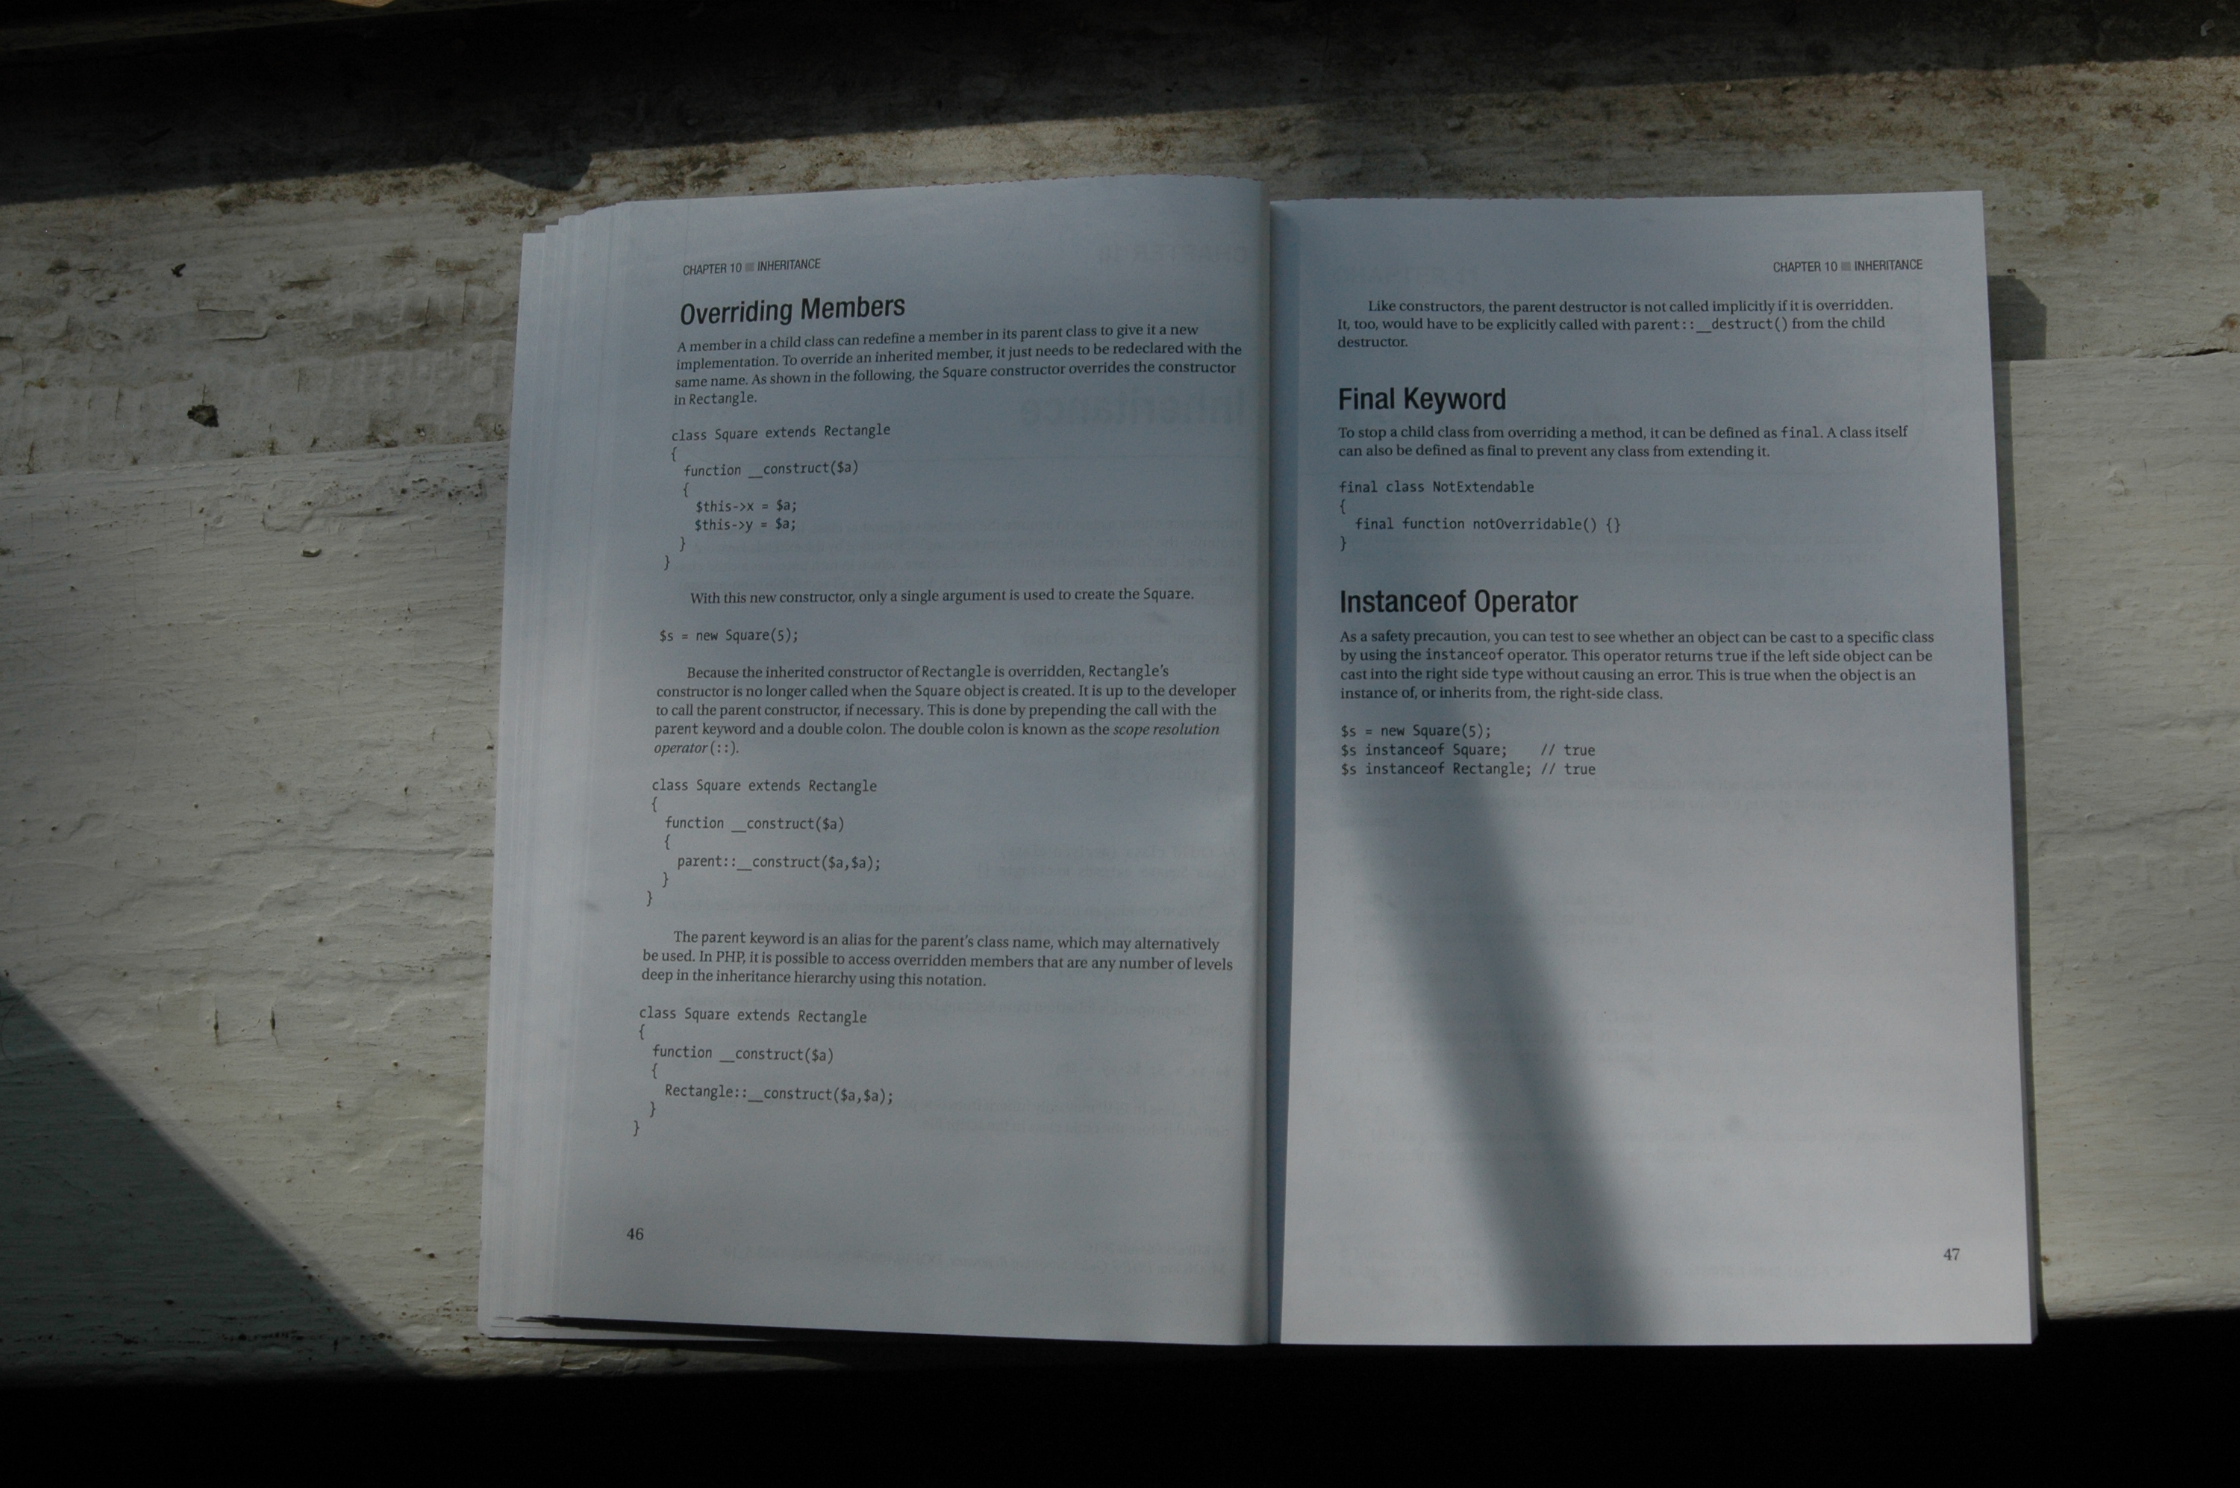 CHAPTER 10 ■ INHERITANCE
Overriding Members
A member in a child class can redefine a member in its parent class to give it a new
implementation. To override an inherited member, it just needs to be redeclared with the
same name. As shown in the following, the Square constructor overrides the constructor
in Rectangle.
class Square extends Rectangle
{
function __construct($a)
{
$this->x = $a;
$this->y = $a;
}
}
With this new constructor, only a single argument is used to create the Square.
$s = new Square(5);
Because the inherited constructor of Rectangle is overridden, Rectangle's
constructor is no longer called when the Square object is created. It is up to the developer
to call the parent constructor, if necessary. This is done by prepending the call with the
parent keyword and a double colon. The double colon is known as the scope resolution
operator (::).
class Square extends Rectangle
{
function __construct($a)
{
parent::__construct($a,$a);
}
}
The parent keyword is an alias for the parent's class name, which may alternatively
be used. In PHP, it is possible to access overridden members that are any number of levels
deep in the inheritance hierarchy using this notation.
class Square extends Rectangle
{
function __construct($a)
{
Rectangle::__construct($a,$a);
}
}
46
CHAPTER 10 ■ INHERITANCE
Like constructors, the parent destructor is not called implicitly if it is overridden.
It, too, would have to be explicitly called with parent::__destruct() from the child
destructor.
Final Keyword
To stop a child class from overriding a method, it can be defined as final. A class itself
can also be defined as final to prevent any class from extending it.
final class NotExtendable
{
final function notOverridable() {}
}
Instanceof Operator
As a safety precaution, you can test to see whether an object can be cast to a specific class
by using the instanceof operator. This operator returns true if the left side object can be
cast into the right side type without causing an error. This is true when the object is an
instance of, or inherits from, the right-side class.
$s = new Square(5);
$s instanceof Square; // true
$s instanceof Rectangle; // true
47